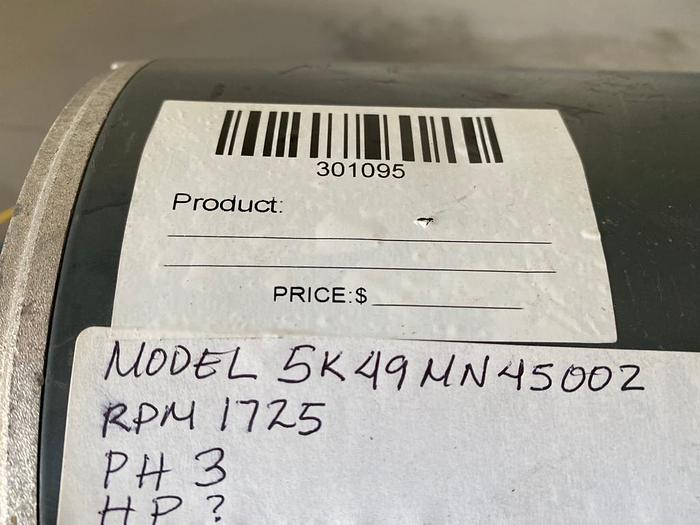 301095
Product:
PRICE:$
MODEL 5K49MN45002
RPM 1725
PH 3
HP ?